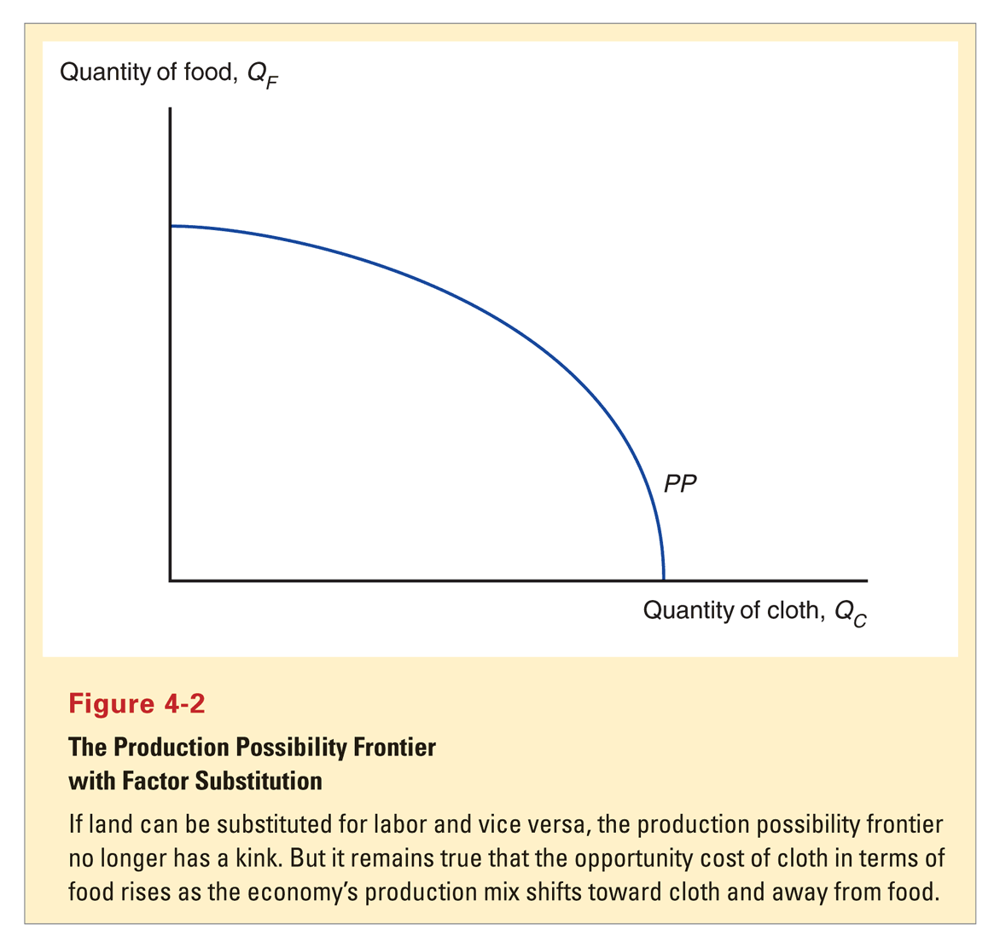 Quantity of food, Q_F
PP
Quantity of cloth, Q_C
Figure 4-2
The Production Possibility Frontier
with Factor Substitution
If land can be substituted for labor and vice versa, the production possibility frontier
no longer has a kink. But it remains true that the opportunity cost of cloth in terms of
food rises as the economy’s production mix shifts toward cloth and away from food.